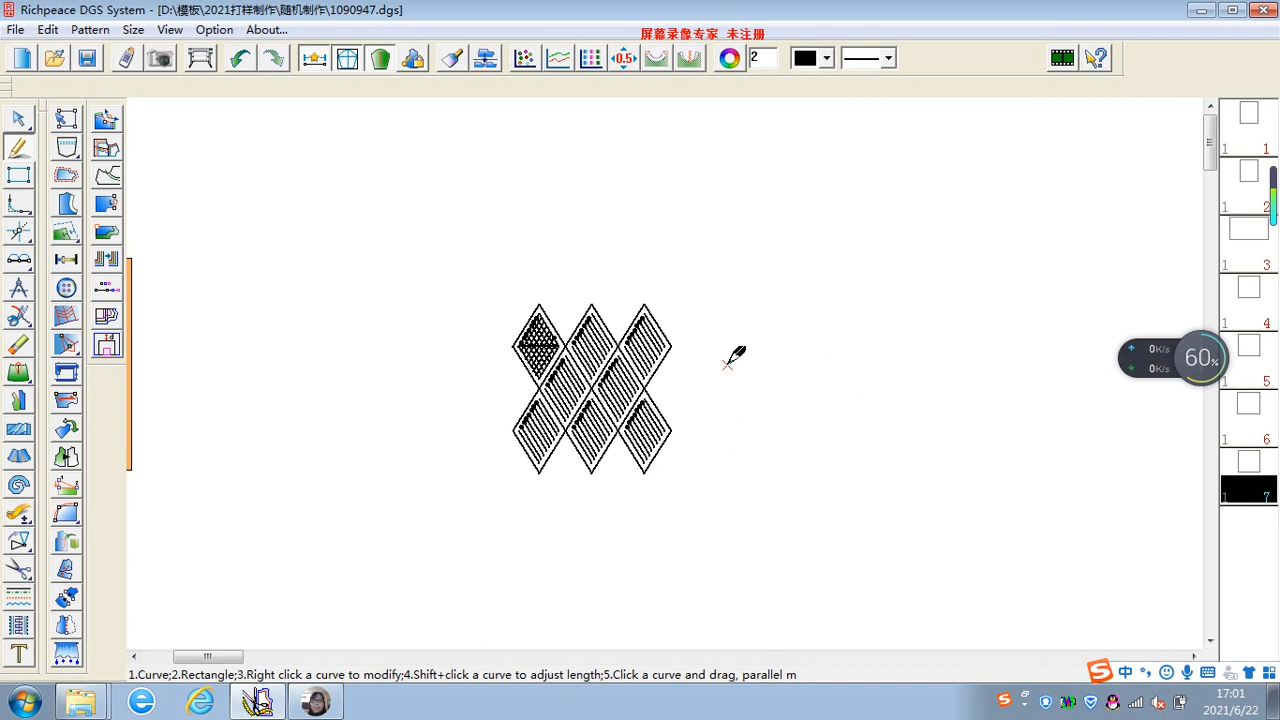 Richpeace DGS System - [D:\模板\2021打样制作\随机制作\1090947.dgs]
File Edit Pattern Size View Option About...
屏幕录像专家 未注册
0.5
2
1 1
1 2
1 3
1 4
1 5
1 6
1 7
0K/s
0K/s
60%
1.Curve;2.Rectangle;3.Right click a curve to modify;4.Shift+click a curve to adjust length;5.Click a curve and drag, parallel m
中
17:01
2021/6/22